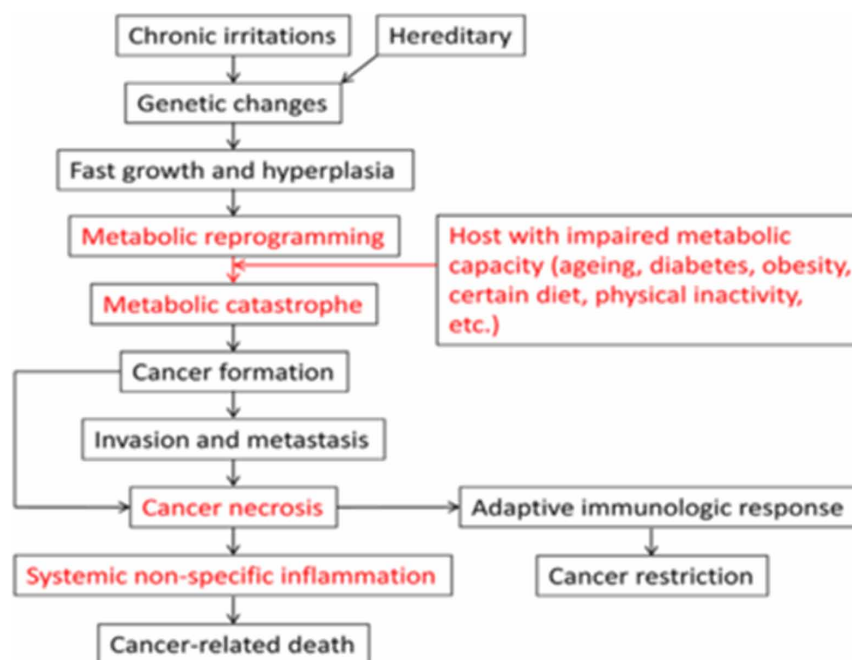 Chronic irritations
Hereditary
Genetic changes
Fast growth and hyperplasia
Metabolic reprogramming
Host with impaired metabolic
capacity (ageing, diabetes, obesity,
certain diet, physical inactivity,
etc.)
Metabolic catastrophe
Cancer formation
Invasion and metastasis
Cancer necrosis
Adaptive immunologic response
Systemic non-specific inflammation
Cancer restriction
Cancer-related death